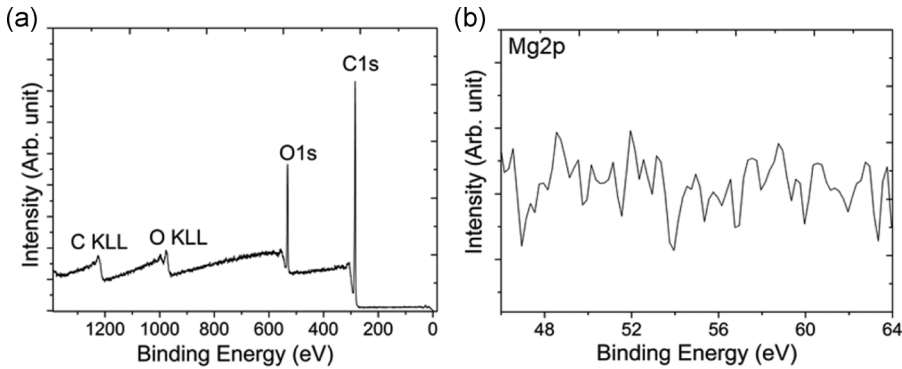 (a)
C1s
O1s
C KLL
O KLL
Intensity (Arb. unit)
1200 1000 800 600 400 200 0
Binding Energy (eV)
(b)
Mg2p
Intensity (Arb. unit)
48 52 56 60 64
Binding Energy (eV)